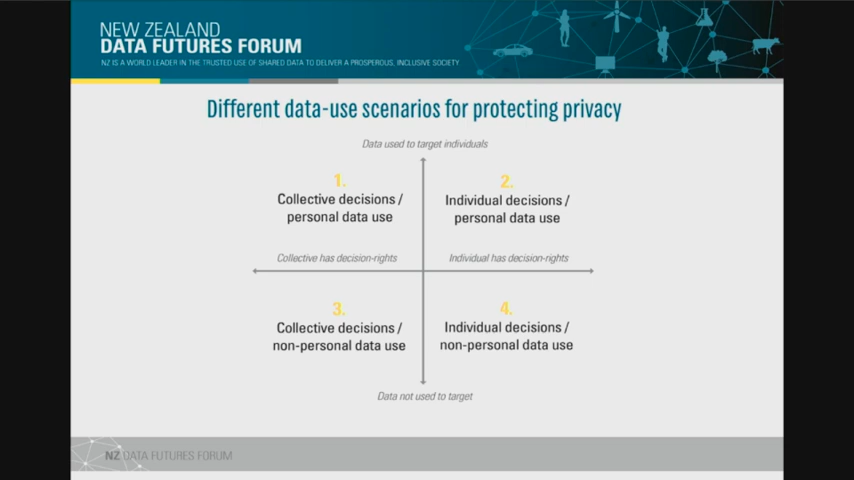 NEW ZEALAND
DATA FUTURES FORUM
NZ IS A WORLD LEADER IN THE TRUSTED USE OF SHARED DATA TO DELIVER A PROSPEROUS, INCLUSIVE SOCIETY
Different data-use scenarios for protecting privacy
Data used to target individuals
1.
Collective decisions /
personal data use
2.
Individual decisions /
personal data use
Collective has decision-rights
Individual has decision-rights
3.
Collective decisions /
non-personal data use
4.
Individual decisions /
non-personal data use
Data not used to target
NZ DATA FUTURES FORUM